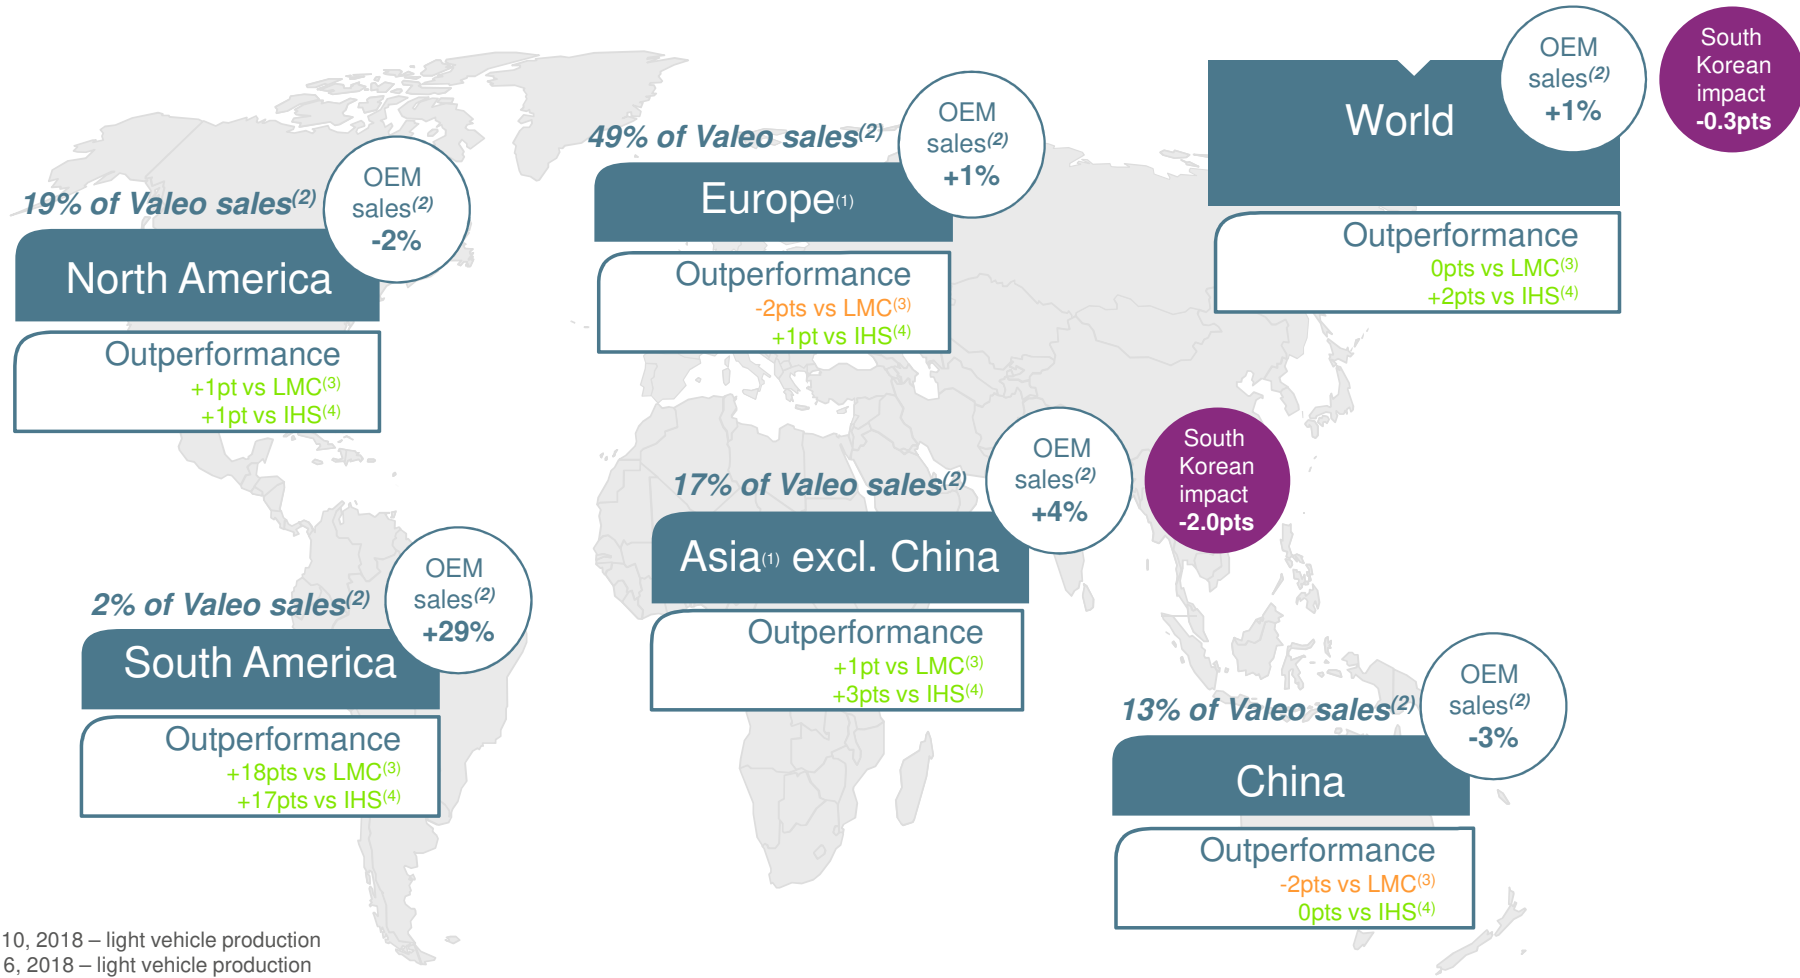 19% of Valeo sales(2)
OEM
sales(2)
-2%
North America
Outperformance
+1pt vs LMC(3)
+1pt vs IHS(4)
49% of Valeo sales(2)
OEM
sales(2)
+1%
Europe(1)
Outperformance
-2pts vs LMC(3)
+1pt vs IHS(4)
World
OEM
sales(2)
+1%
South
Korean
impact
-0.3pts
Outperformance
0pts vs LMC(3)
+2pts vs IHS(4)
2% of Valeo sales(2)
OEM
sales(2)
+29%
South America
Outperformance
+18pts vs LMC(3)
+17pts vs IHS(4)
17% of Valeo sales(2)
OEM
sales(2)
+4%
South
Korean
impact
-2.0pts
Asia(1) excl. China
Outperformance
+1pt vs LMC(3)
+3pts vs IHS(4)
13% of Valeo sales(2)
OEM
sales(2)
-3%
China
Outperformance
-2pts vs LMC(3)
0pts vs IHS(4)
10, 2018 – light vehicle production
6, 2018 – light vehicle production